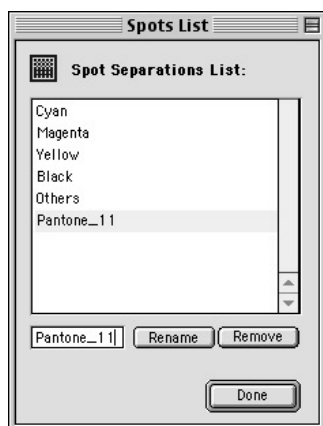 Spots List
Spot Separations List:
Cyan
Magenta
Yellow
Black
Others
Pantone_11
Pantone_11 Rename Remove
Done